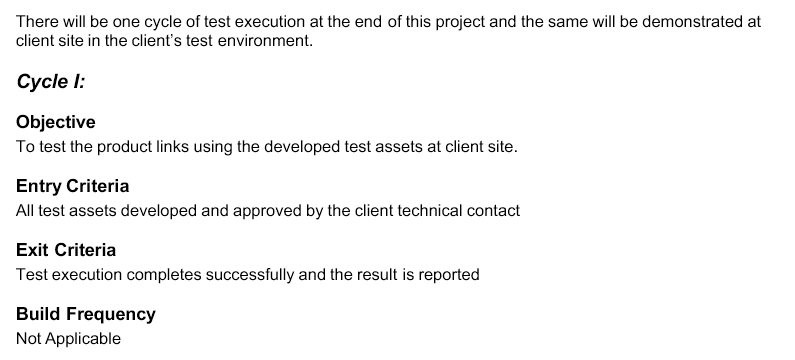 There will be one cycle of test execution at the end of this project and the same will be demonstrated at
client site in the client's test environment.
Cycle I:
Objective
To test the product links using the developed test assets at client site.
Entry Criteria
All test assets developed and approved by the client technical contact
Exit Criteria
Test execution completes successfully and the result is reported
Build Frequency
Not Applicable